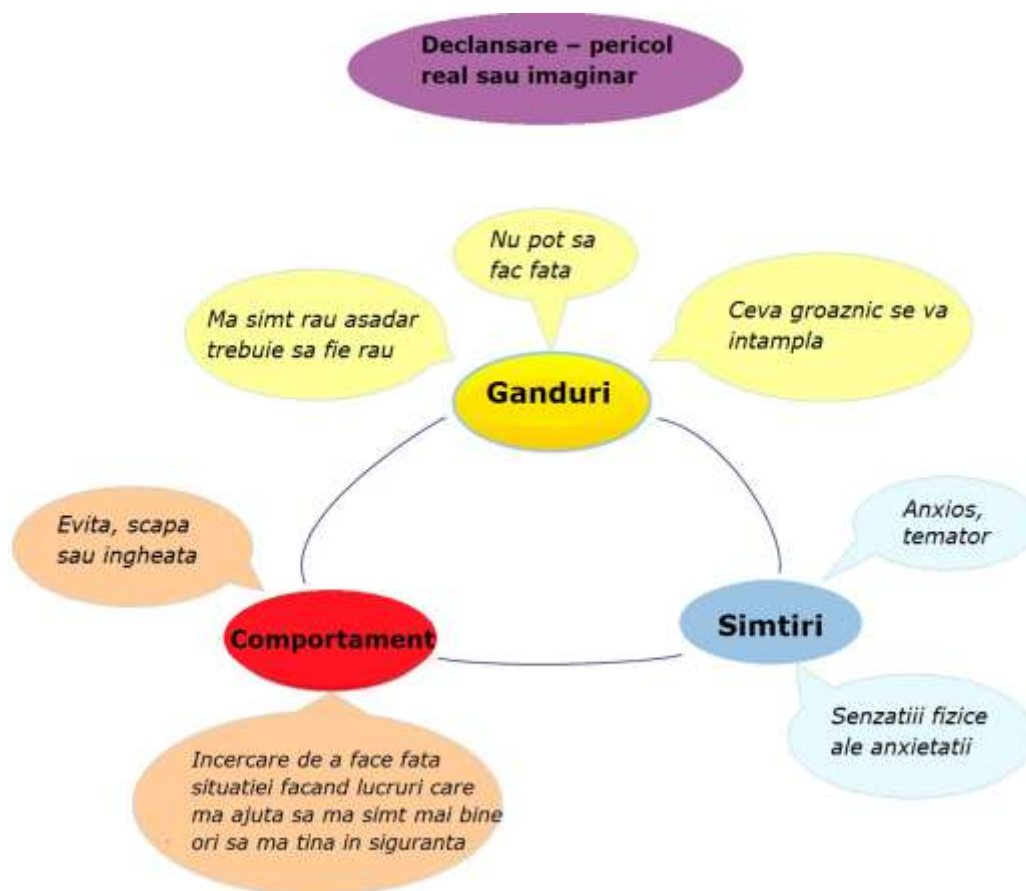 Declansare – pericol
real sau imaginar
Nu pot sa
fac fata
Ma simt rau asadar
trebuie sa fie rau
Ceva groaznic se va
intampla
Ganduri
Evita, scapa
sau ingheata
Anxios,
temator
Comportament
Simtiri
Senzatiii fizice
ale anxietatii
Incercare de a face fata
situatiei facand lucruri care
ma ajuta sa ma simt mai bine
ori sa ma tina in siguranta